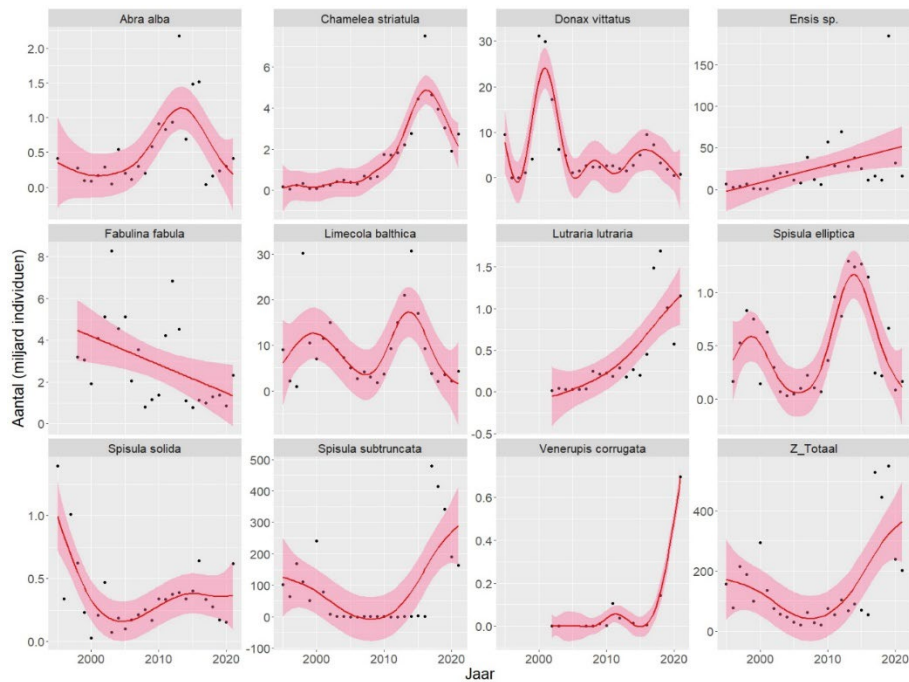 Abra alba
Chamelea striatula
Donax vittatus
Ensis sp.
2.0
1.5
1.0
0.5
0.0
6
4
2
0
30
20
10
0
150
100
50
0
Fabulina fabula
Limecola balthica
Lutraria lutraria
Spisula elliptica
Aantal (miljard individuen)
8
6
4
2
0
30
20
10
0
1.5
1.0
0.5
0.0
-0.5
1.0
0.5
0.0
Spisula solida
Spisula subtruncata
Venerupis corrugata
Z_Totaal
1.0
0.5
0.0
500
400
300
200
100
0
-100
0.6
0.4
0.2
0.0
400
200
0
2000 2010 2020
2000 2010 2020
2000 2010 2020
2000 2010 2020
Jaar